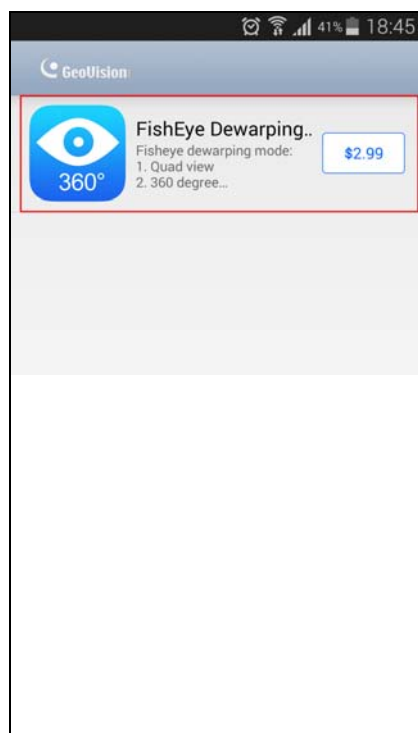 41% 18:45
GeoVision
FishEye Dewarping..
Fisheye dewarping mode:
1. Quad view
2. 360 degree...
$2.99
360°